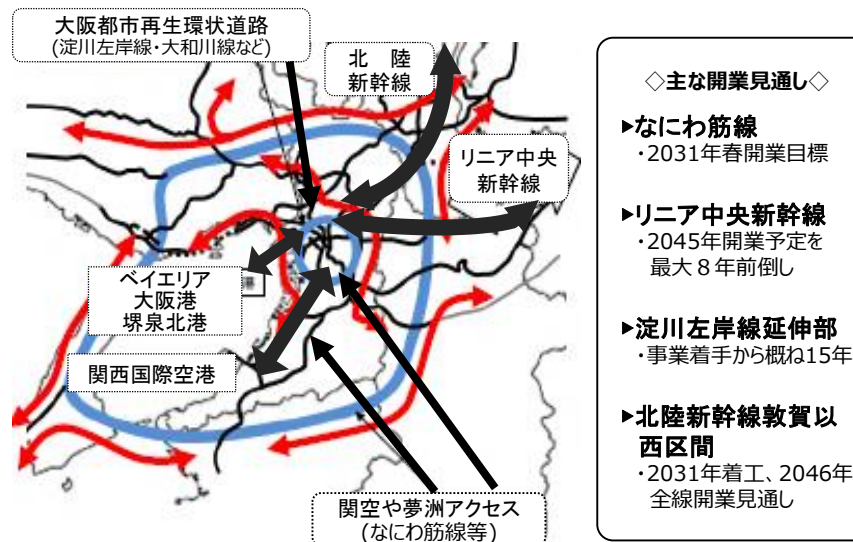 大阪都市再生環状道路
(淀川左岸線・大和川線など)
北　陸
新幹線
リニア中央
新幹線
ベイエリア
大阪港
堺泉北港
港
関西国際空港
関空や夢洲アクセス
(なにわ筋線等)
◇主な開業見通し◇
▶なにわ筋線
・2031年春開業目標
▶リニア中央新幹線
・2045年開業予定を
最大８年前倒し
▶淀川左岸線延伸部
・事業着手から概ね15年
▶北陸新幹線敦賀以
西区間
・2031年着工、2046年
全線開業見通し